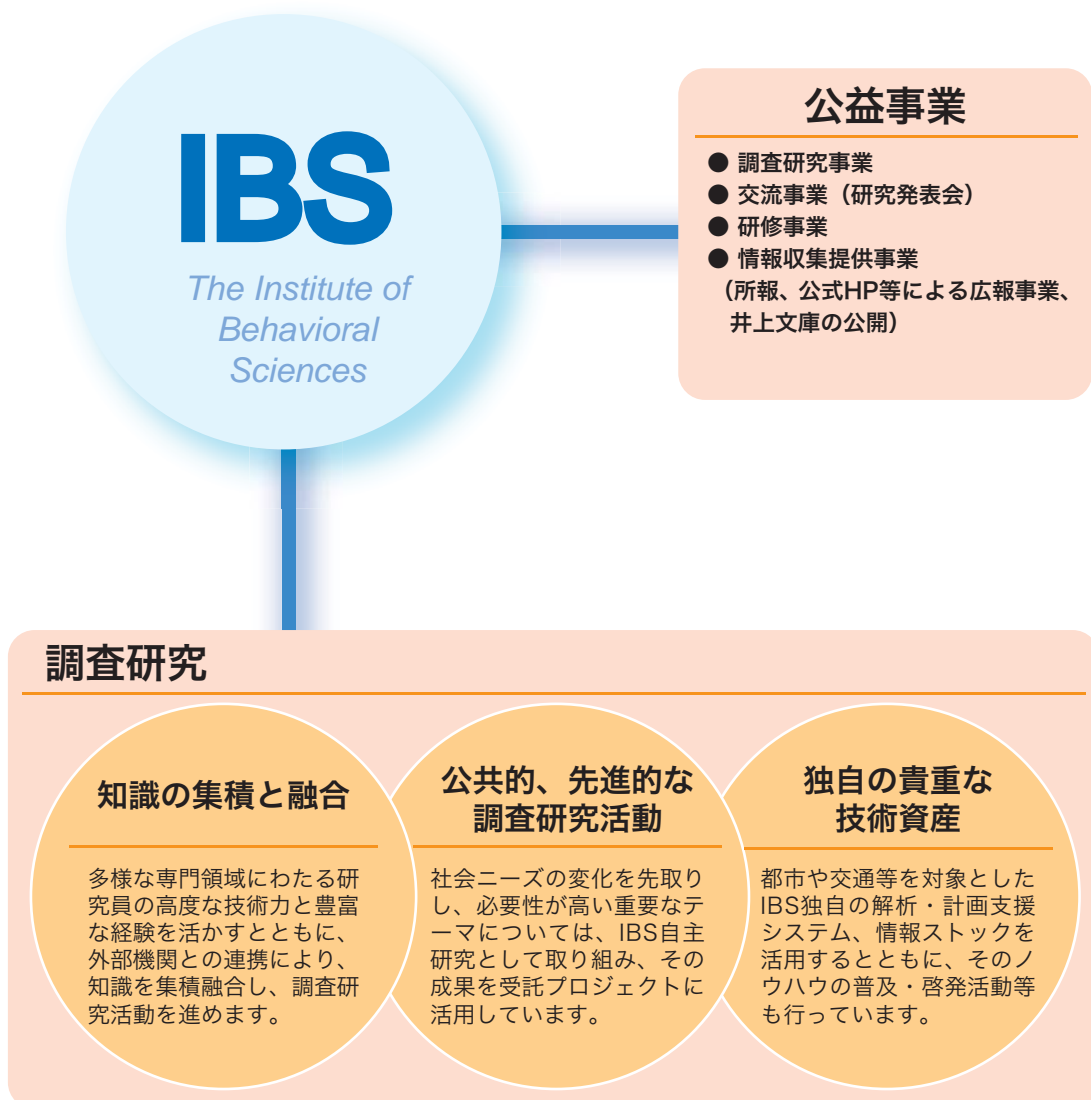 IBS
The Institute of
Behavioral
Sciences
公益事業
● 調査研究事業
● 交流事業（研究発表会）
● 研修事業
● 情報収集提供事業
（所報、公式HP等による広報事業、
井上文庫の公開）
調査研究
知識の集積と融合
多様な専門領域にわたる研
究員の高度な技術力と豊富
な経験を活かすとともに、
外部機関との連携により、
知識を集積融合し、調査研
究活動を進めます。
公共的、先進的な
調査研究活動
社会ニーズの変化を先取り
し、必要性が高い重要なテ
ーマについては、IBS自主
研究として取り組み、その
成果を受託プロジェクトに
活用しています。
独自の貴重な
技術資産
都市や交通等を対象とした
IBS独自の解析・計画支援
システム、情報ストックを
活用するとともに、そのノ
ウハウの普及・啓発活動等
も行っています。